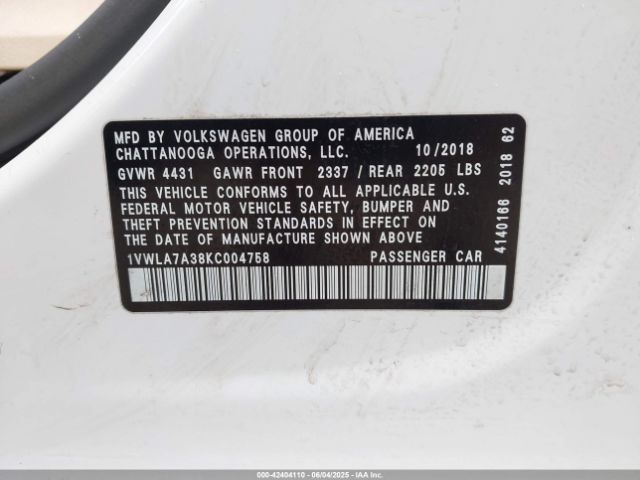 MFD BY VOLKSWAGEN GROUP OF AMERICA
CHATTANOOGA OPERATIONS, LLC. 10/2018
GVWR 4431 GAWR FRONT 2337 / REAR 2205 LBS
THIS VEHICLE CONFORMS TO ALL APPLICABLE U.S.
FEDERAL MOTOR VEHICLE SAFETY, BUMPER AND
THEFT PREVENTION STANDARDS IN EFFECT ON
THE DATE OF MANUFACTURE SHOWN ABOVE
1VWLA7A38KC004758 PASSENGER CAR
4140166 2018 62
000-42404110 - 06/04/2025 - Copyright © 2025 IAA, Inc.